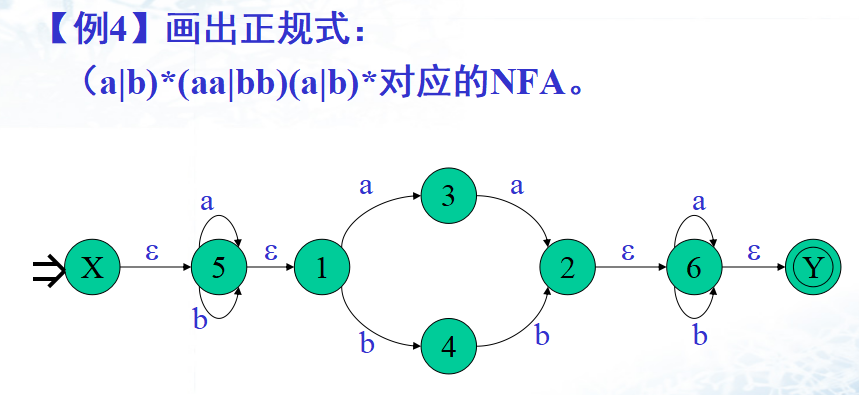 【例4】画出正规式：
（a|b)*(aa|bb)(a|b)*对应的NFA。
a 3 a
a a
X ε 5 ε 1 2 ε 6 ε Y
b b
b 4 b